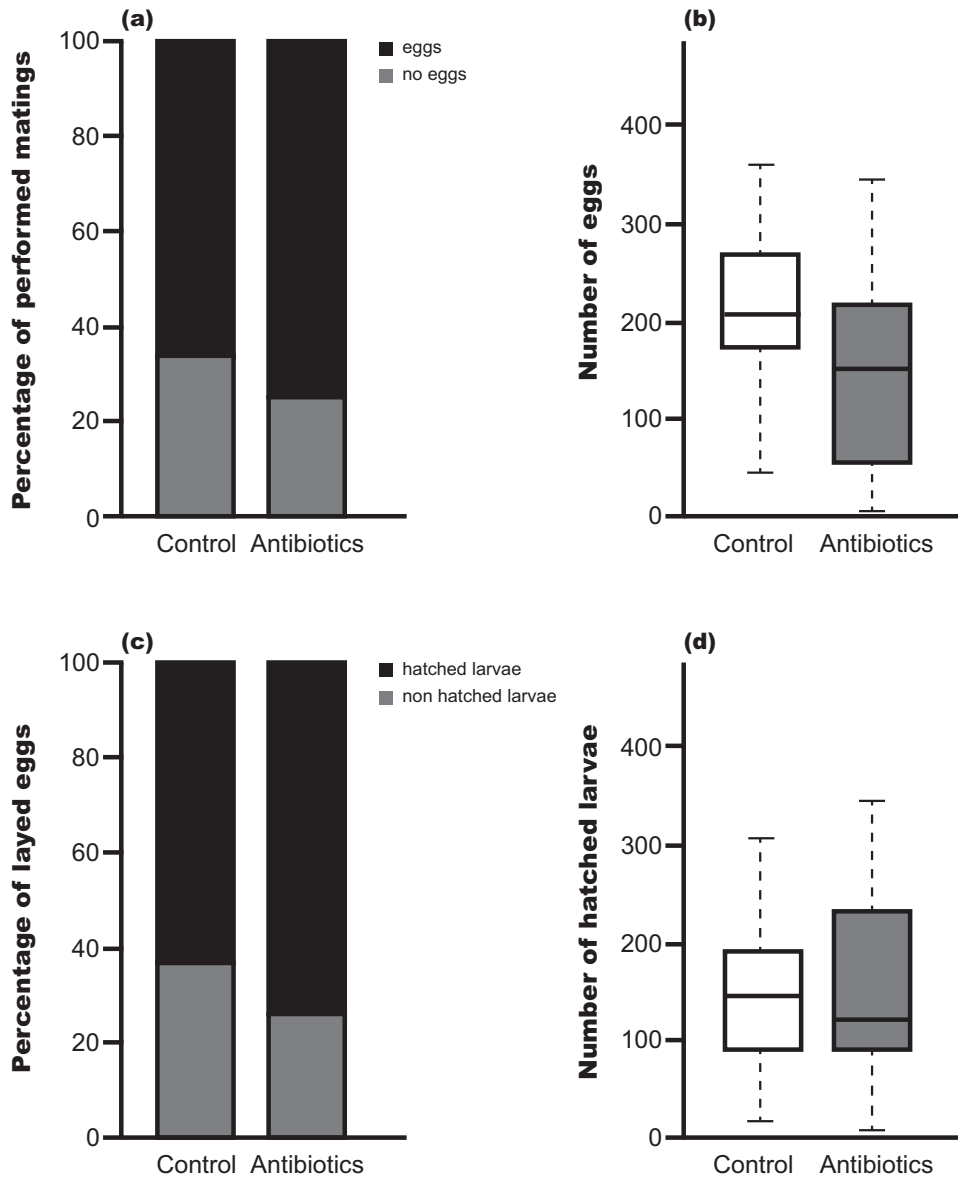 (a)
Percentage of performed matings
100
80
60
40
20
0
eggs
no eggs
Control Antibiotics
(b)
Number of eggs
400
300
200
100
0
Control Antibiotics
(c)
Percentage of layed eggs
100
80
60
40
20
0
hatched larvae
non hatched larvae
Control Antibiotics
(d)
Number of hatched larvae
400
300
200
100
0
Control Antibiotics